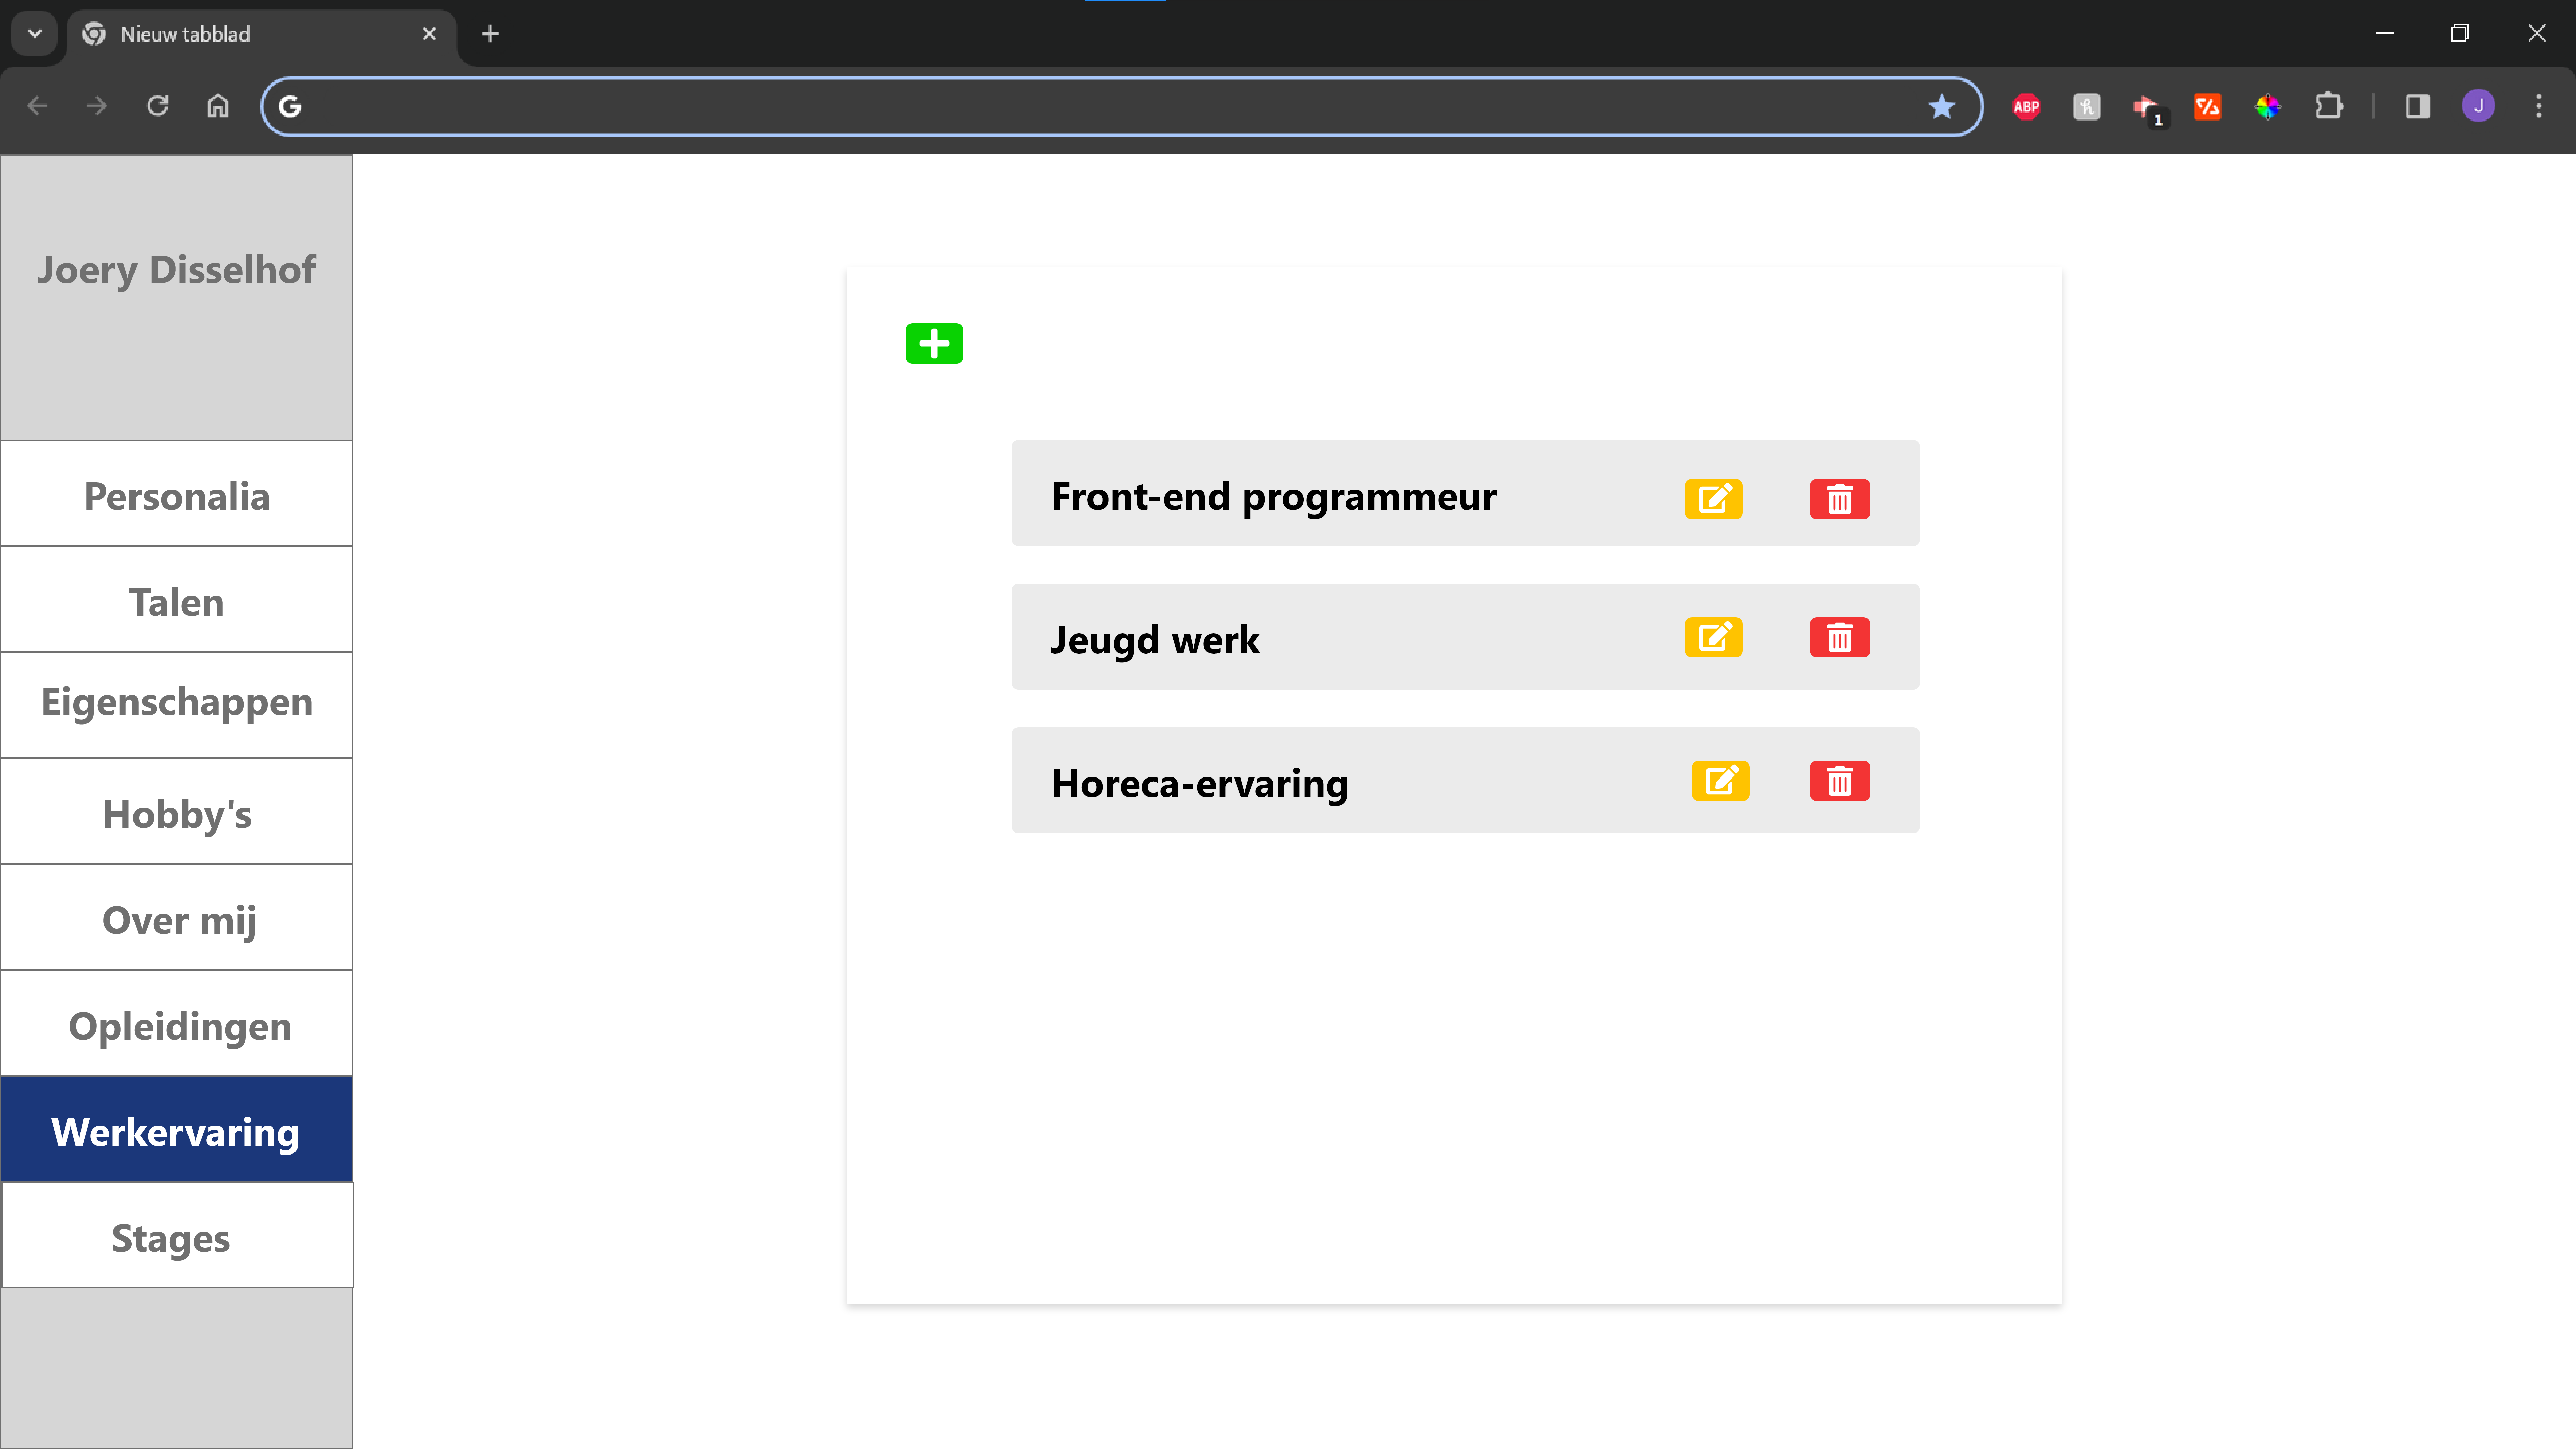 Nieuw tabblad
G
ABP
1
J
Joery Disselhof
Personalia
Talen
Eigenschappen
Hobby's
Over mij
Opleidingen
Werkervaring
Stages
Front-end programmeur
Jeugd werk
Horeca-ervaring